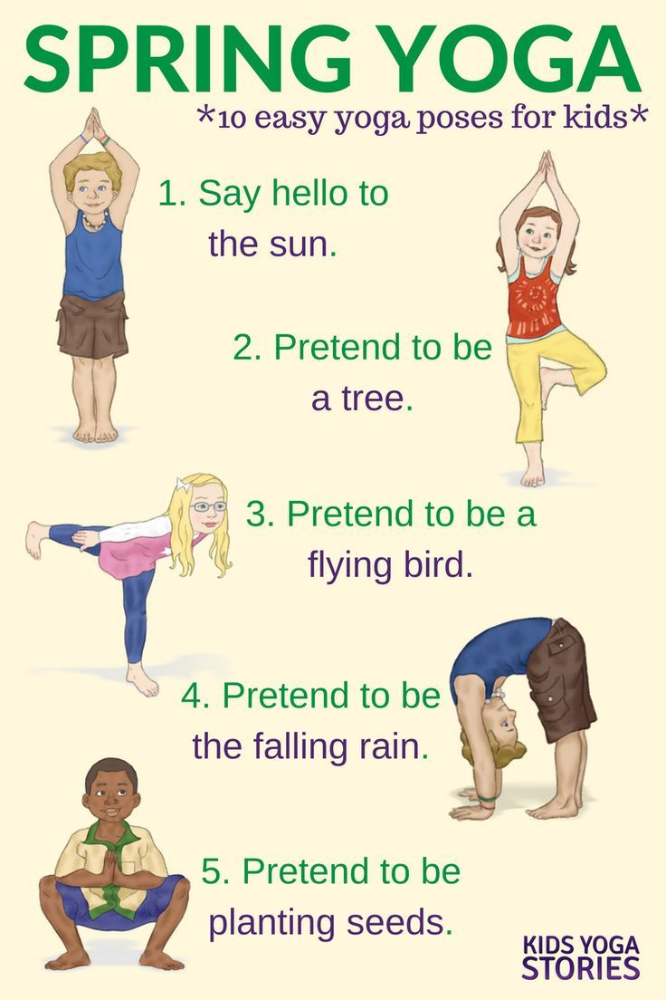 SPRING YOGA
*10 easy yoga poses for kids*
1. Say hello to
the sun.
2. Pretend to be
a tree.
3. Pretend to be a
flying bird.
4. Pretend to be
the falling rain.
5. Pretend to be
planting seeds.
KIDS YOGA
STORIES